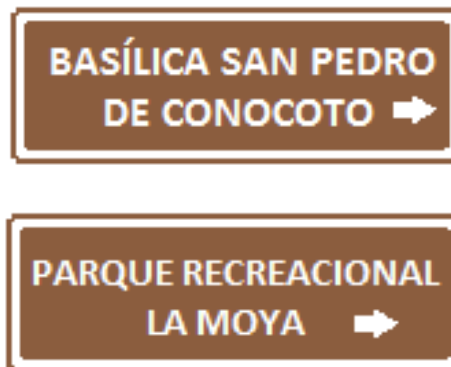 BASÍLICA SAN PEDRO
DE CONOCOTO
PARQUE RECREACIONAL
LA MOYA